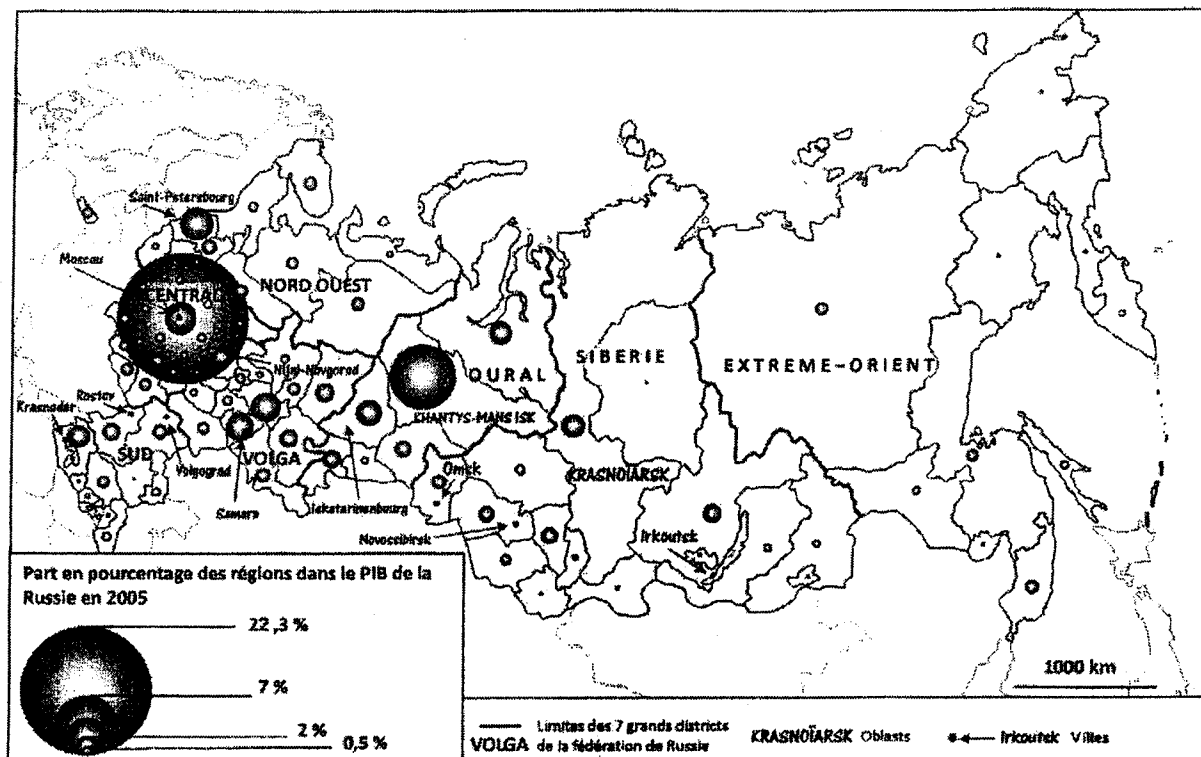 Saint-Petersbourg
Moscou
CENTRAL
NORD OUEST
Nijni-Novgorod
OURAL
SIBERIE
EXTREME-ORIENT
KHANTYS-MANSISK
Krasnodar
Rostov
SUD
Volgograd
VOLGA
Samara
Iekaterinenbourg
Omsk
Novossibirsk
KRASNOÏARSK
Irkoutsk
Part en pourcentage des régions dans le PIB de la
Russie en 2005
22,3 %
7 %
2 %
0,5 %
1000 km
Limites des 7 grands districts
VOLGA de la fédération de Russie
KRASNOÏARSK Oblasts
Irkoutsk Villes